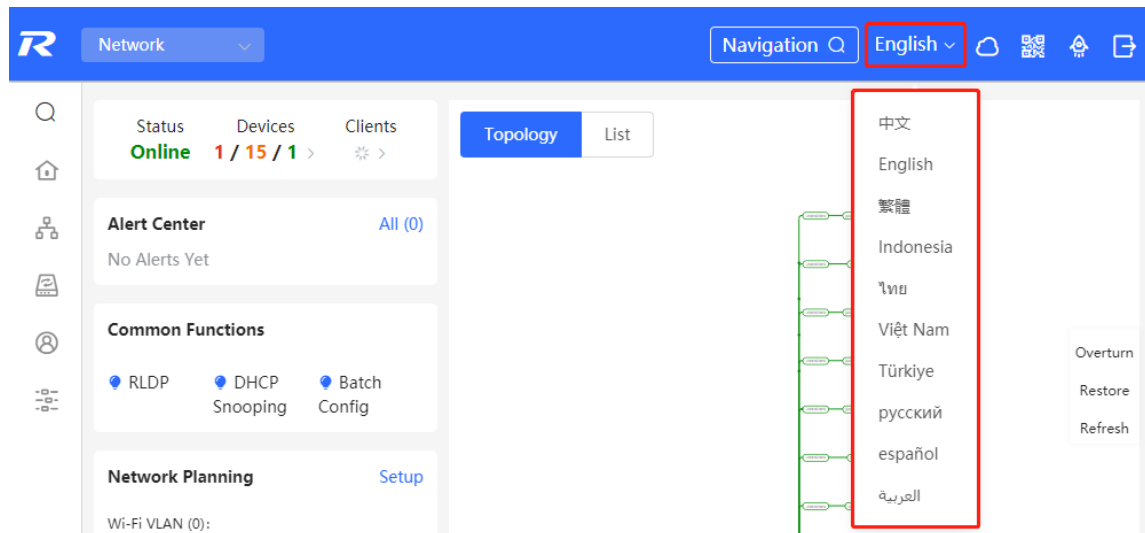 R
Network
Navigation
English
Status Devices Clients
Online 1 / 15 / 1
Alert Center All (0)
No Alerts Yet
Common Functions
RLDP
DHCP Snooping
Batch Config
Network Planning Setup
Wi-Fi VLAN (0):
Topology List
中文
English
繁體
Indonesia
ไทย
Việt Nam
Türkiye
русский
español
العربية
Overturn
Restore
Refresh